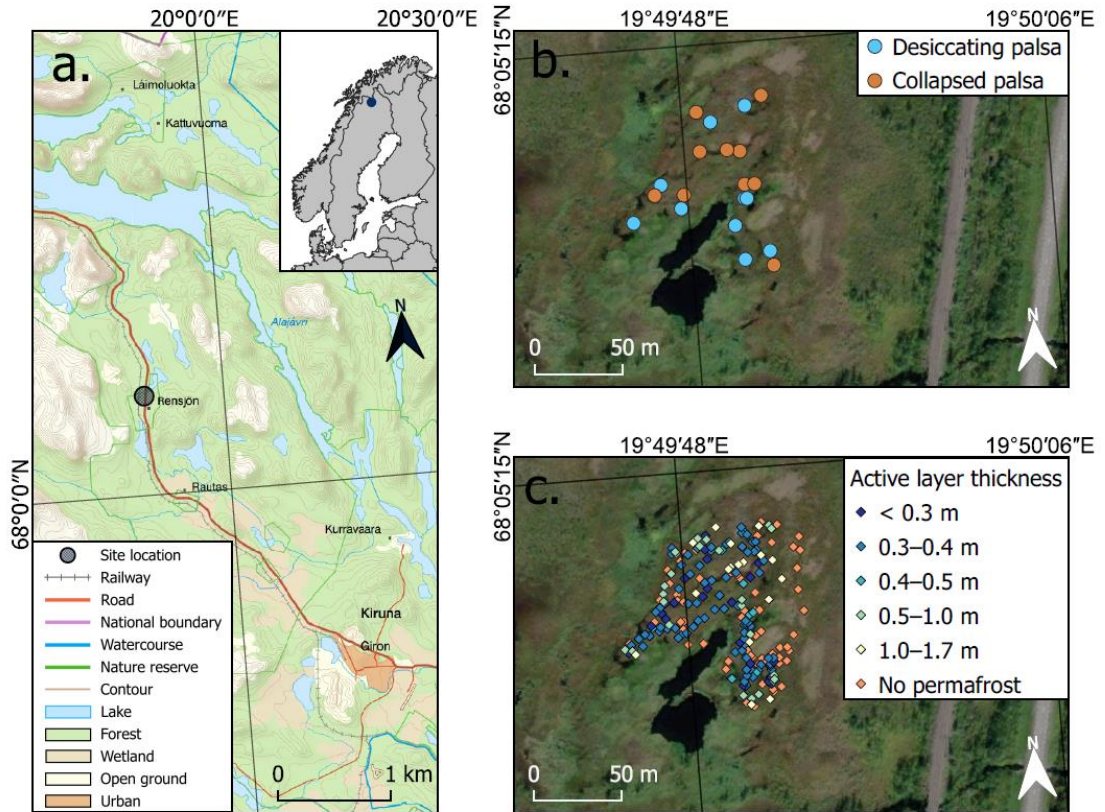 20°0′0″E
20°30′0″E
68°0′0″N
a.
Láimoluokta
Kattuvuoma
Alajávri
N
Rensjön
Rautas
Kurravaara
Kiruna
Giron
Site location
Railway
Road
National boundary
Watercourse
Nature reserve
Contour
Lake
Forest
Wetland
Open ground
Urban
0 1 km
19°49′48″E
19°50′06″E
68°05′15″N
b.
Desiccating palsa
Collapsed palsa
0 50 m
N
19°49′48″E
19°50′06″E
68°05′15″N
c.
Active layer thickness
< 0.3 m
0.3–0.4 m
0.4–0.5 m
0.5–1.0 m
1.0–1.7 m
No permafrost
0 50 m
N